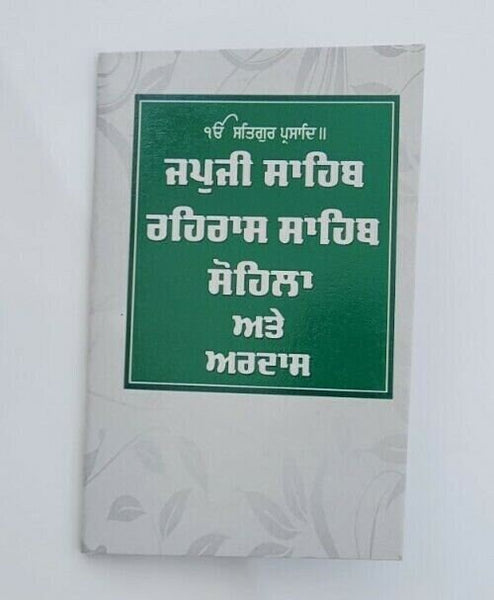 ੴ ਸਤਿਗੁਰ ਪ੍ਰਸਾਦਿ॥
ਜਪੁਜੀ ਸਾਹਿਬ
ਰਹਿਰਾਸ ਸਾਹਿਬ
ਸੋਹਿਲਾ
ਅਤੇ
ਅਰਦਾਸ